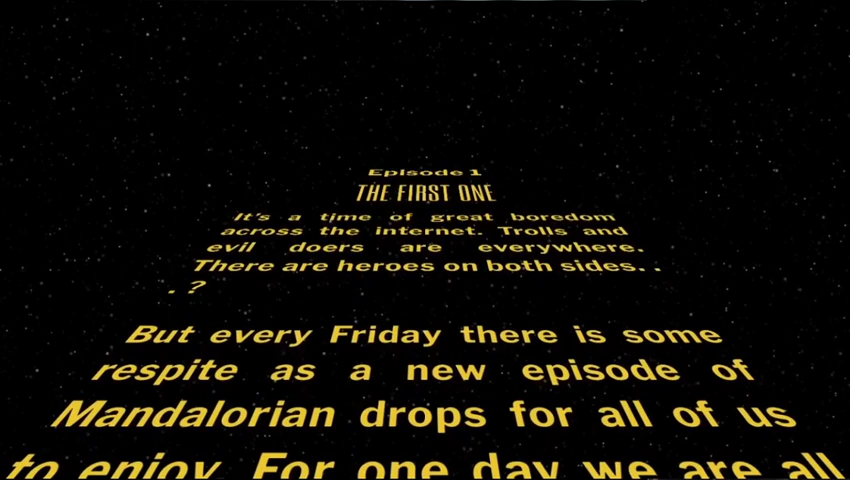 Episode 1
THE FIRST ONE
It's a time of great boredom
across the internet. Trolls and
evil doers are everywhere.
There are heroes on both sides. .
. ?
But every Friday there is some
respite as a new episode of
Mandalorian drops for all of us
to enjoy. For one day we are all